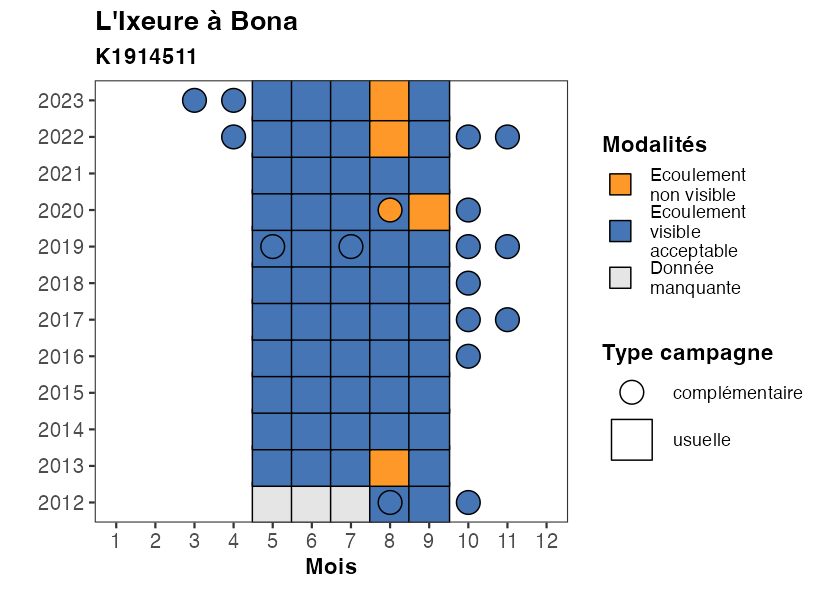 L'Ixeure à Bona
K1914511
2023
2022
2021
2020
2019
2018
2017
2016
2015
2014
2013
2012
1 2 3 4 5 6 7 8 9 10 11 12
Mois
Modalités
Ecoulement
non visible
Ecoulement
visible
acceptable
Donnée
manquante
Type campagne
complémentaire
usuelle